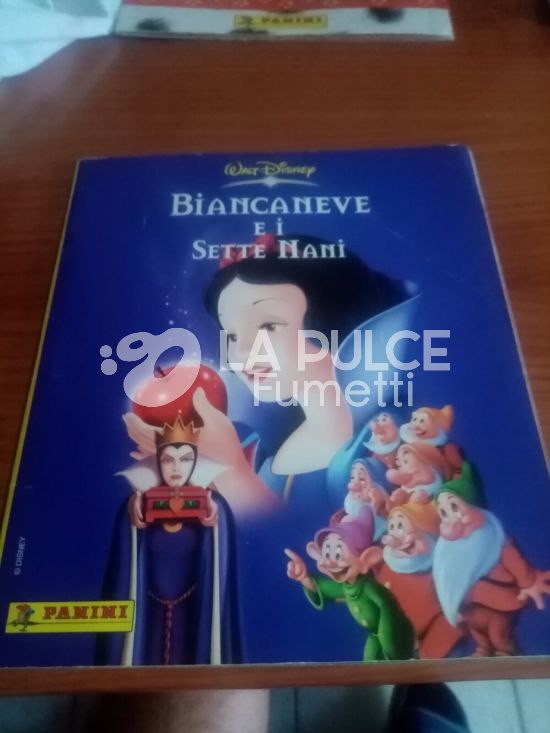 PANINI
WALT DISNEY
BIANCANEVE
E I
SETTE NANI
LA PULCE
Fumetti
© DISNEY
PANINI